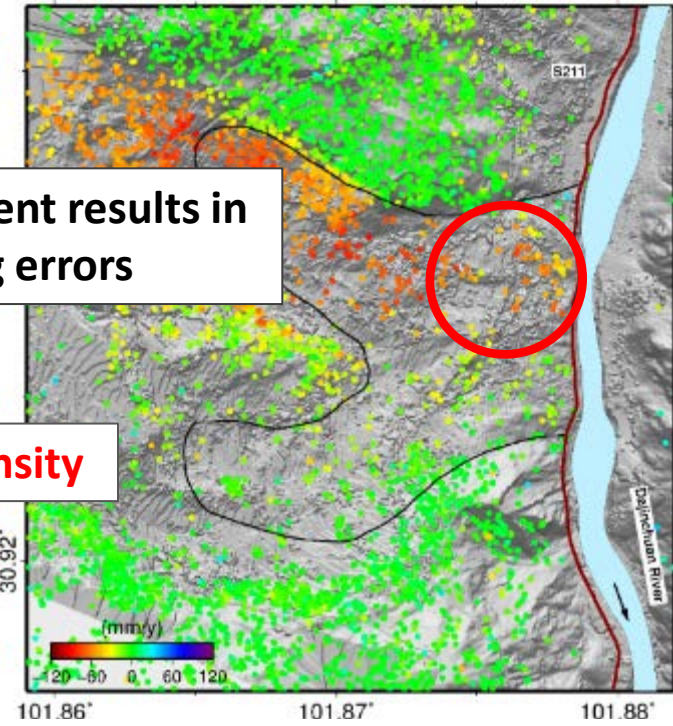 S211
ent results in
g errors
nsity
30.92°
Dajinchuan River
(mm/y)
-120 -60 0 60 120
101.86° 101.87° 101.88°